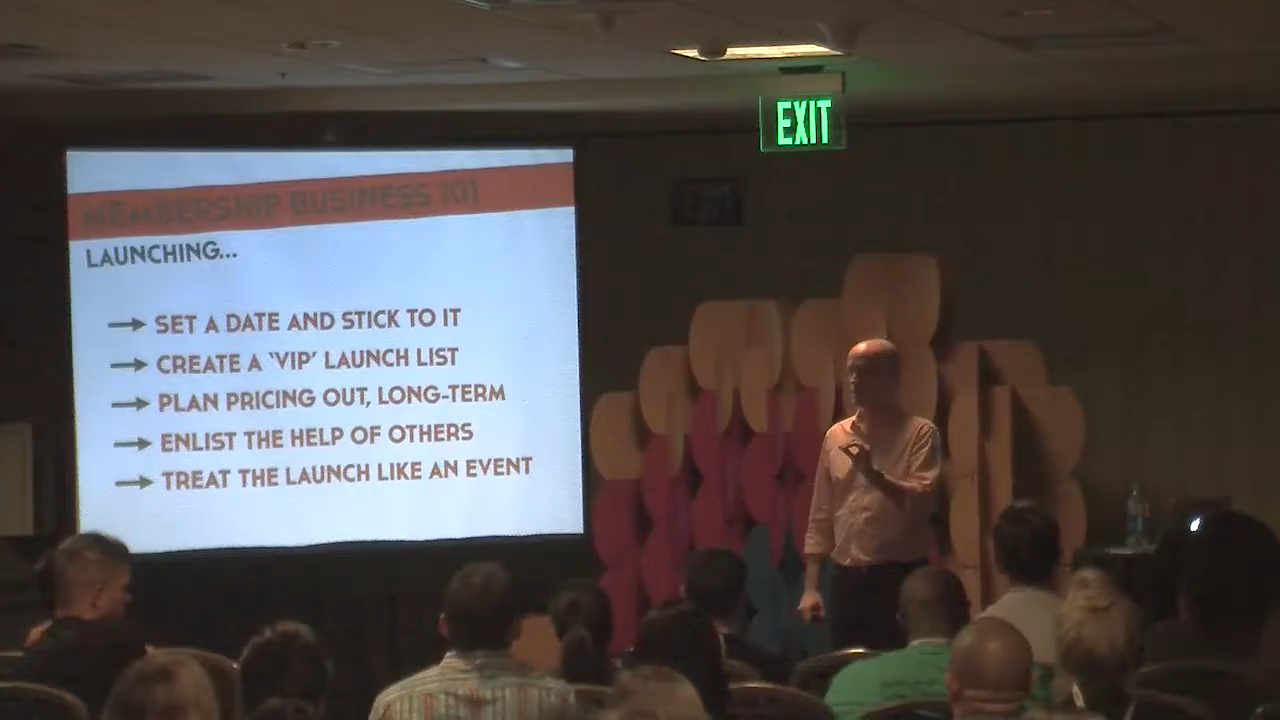 EXIT
MEMBERSHIP BUSINESS 101
LAUNCHING...
→ SET A DATE AND STICK TO IT
→ CREATE A 'VIP' LAUNCH LIST
→ PLAN PRICING OUT, LONG-TERM
→ ENLIST THE HELP OF OTHERS
→ TREAT THE LAUNCH LIKE AN EVENT